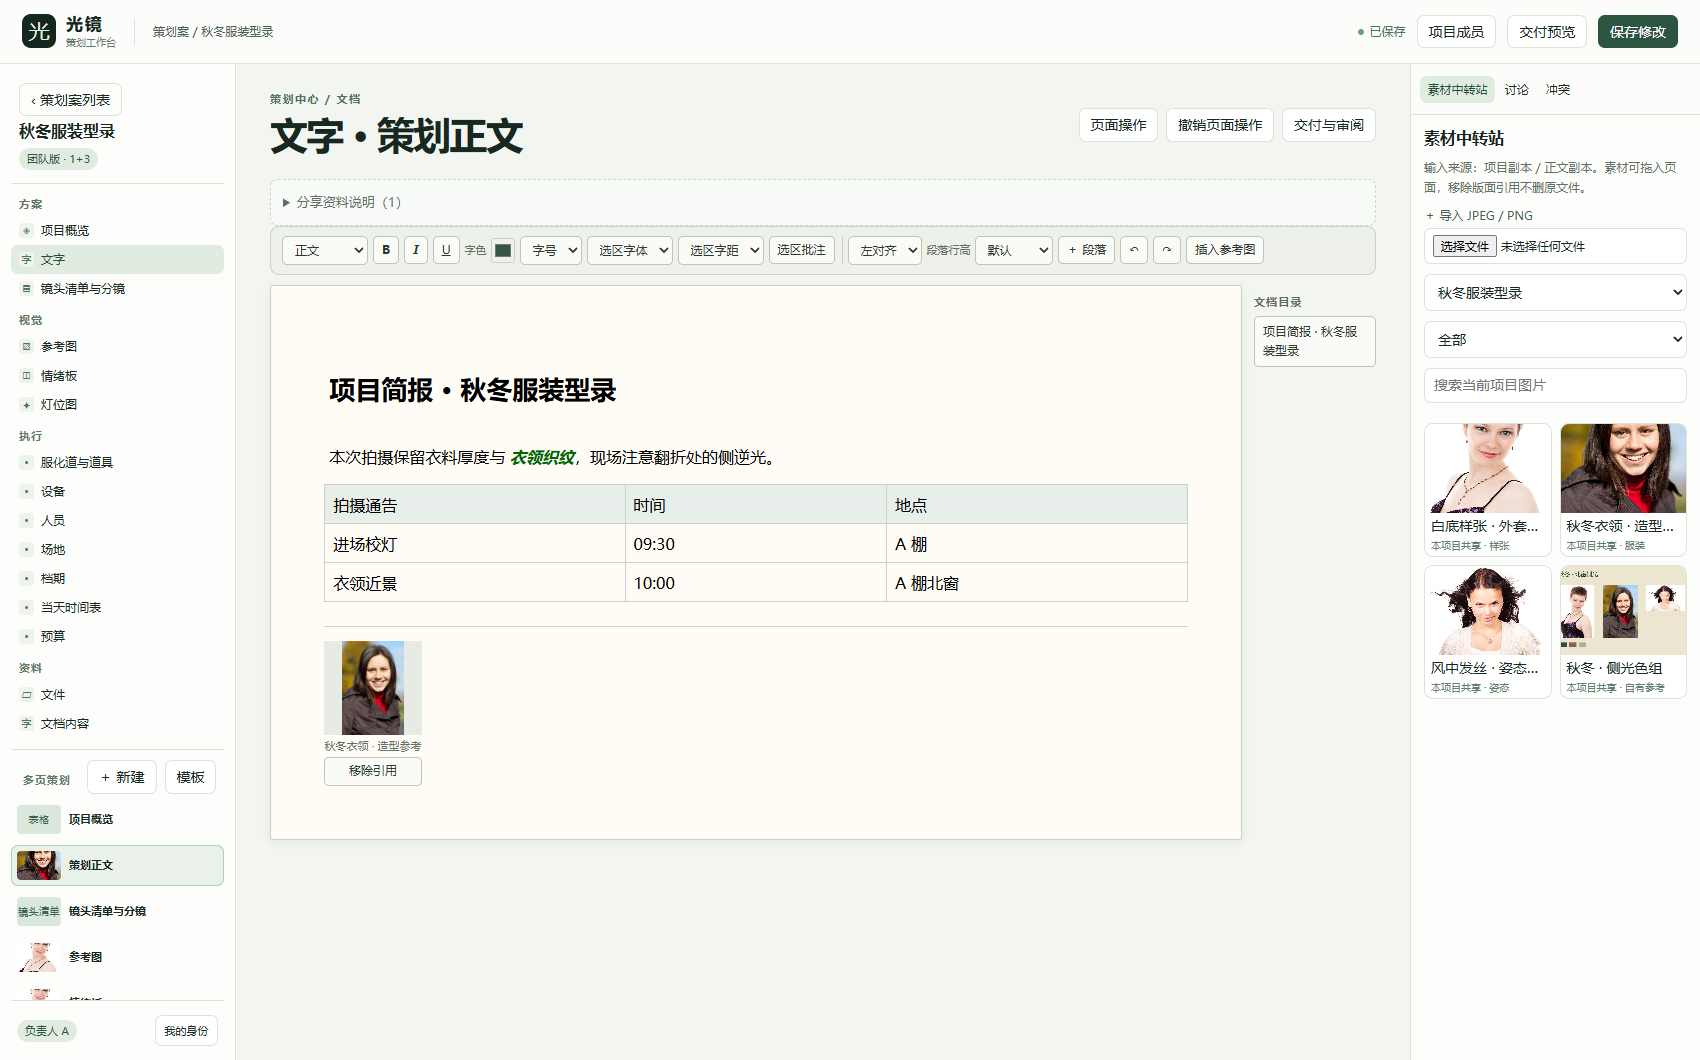 光
光镜
策划工作台
策划案 / 秋冬服装型录
已保存
项目成员
交付预览
保存修改
‹ 策划案列表
秋冬服装型录
团队版 · 1+3
方案
项目概览
字 文字
镜头清单与分镜
视觉
参考图
情绪板
灯位图
执行
服化道与道具
设备
人员
场地
档期
当天时间表
预算
资料
文件
字 文档内容
多页策划
+ 新建
模板
表格 项目概览
策划正文
镜头清单 镜头清单与分镜
参考图
负责人 A
我的身份
策划中心 / 文档
文字 · 策划正文
页面操作
撤销页面操作
交付与审阅
▶ 分享资料说明（1）
正文
B
I
U
字色
字号
选区字体
选区字距
选区批注
左对齐
段落行高
默认
+ 段落
↶
↷
插入参考图
项目简报 · 秋冬服装型录
本次拍摄保留衣料厚度与 衣领织纹，现场注意翻折处的侧逆光。
拍摄通告 时间 地点
进场校灯 09:30 A 棚
衣领近景 10:00 A 棚北窗
秋冬衣领 · 造型参考
移除引用
文档目录
项目简报 · 秋冬服
装型录
素材中转站
讨论
冲突
素材中转站
输入来源：项目副本 / 正文副本。素材可拖入页
面，移除版面引用不删原文件。
+ 导入 JPEG / PNG
选择文件 未选择任何文件
秋冬服装型录
全部
搜索当前项目图片
白底样张 · 外套...
本项目共享 · 样张
秋冬衣领 · 造型...
本项目共享 · 服装
风中发丝 · 姿态...
本项目共享 · 姿态
秋冬 · 侧光色组
本项目共享 · 自有参考